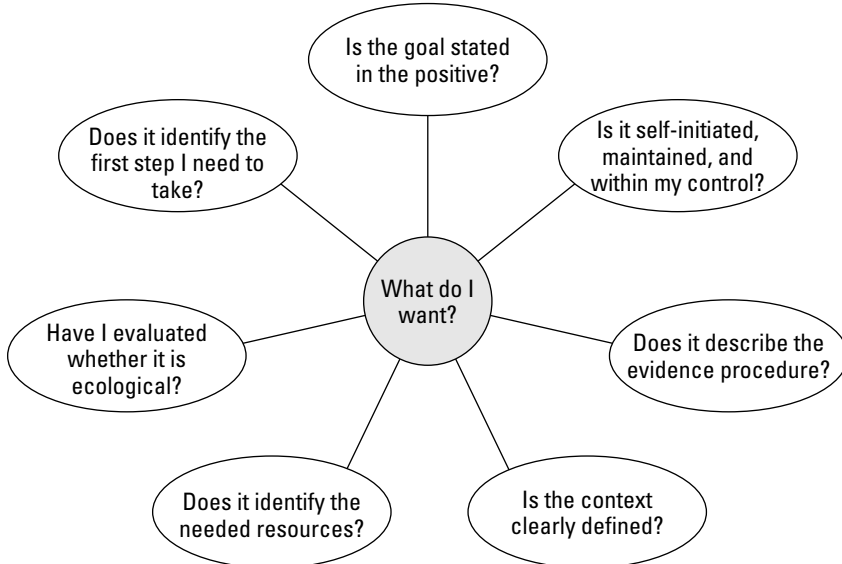 Is the goal stated
in the positive?
Is it self-initiated,
maintained, and
within my control?
Does it describe the
evidence procedure?
Is the context
clearly defined?
Does it identify the
needed resources?
Have I evaluated
whether it is
ecological?
Does it identify the
first step I need to
take?
What do I
want?